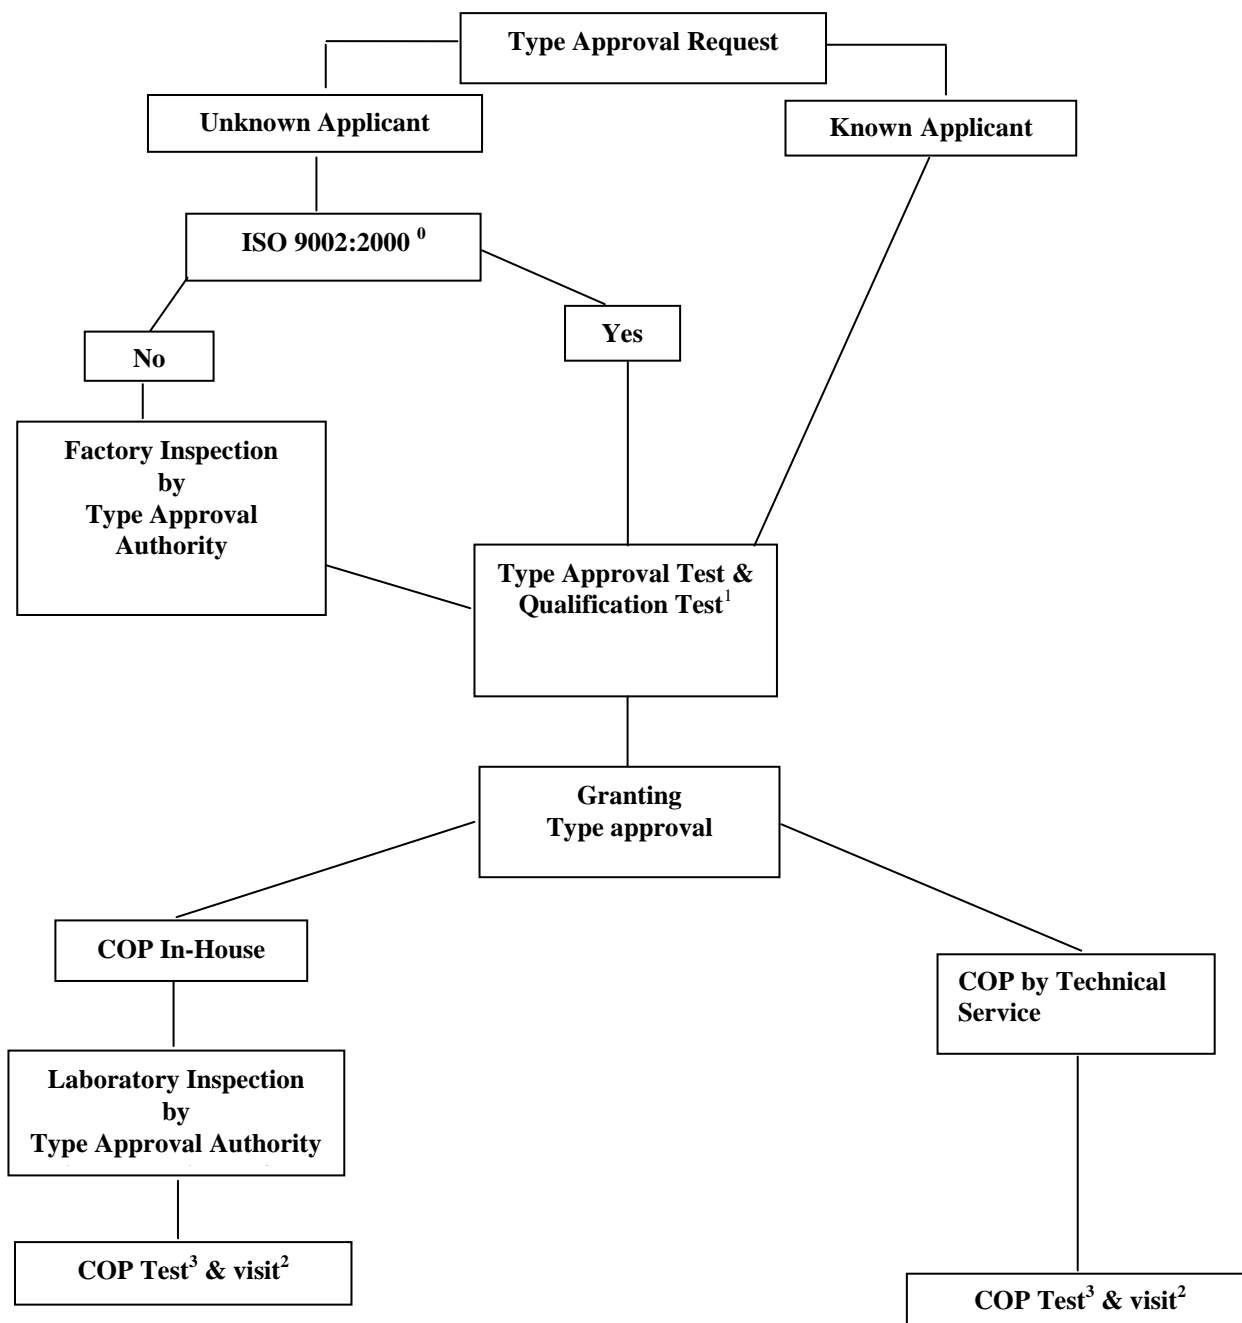 Type Approval Request
Unknown Applicant
Known Applicant
ISO 9002:2000 ⁰
Yes
No
Factory Inspection
by
Type Approval
Authority
Type Approval Test &
Qualification Test¹
Granting
Type approval
COP In-House
COP by Technical
Service
Laboratory Inspection
by
Type Approval Authority
COP Test³ & visit²
COP Test³ & visit²